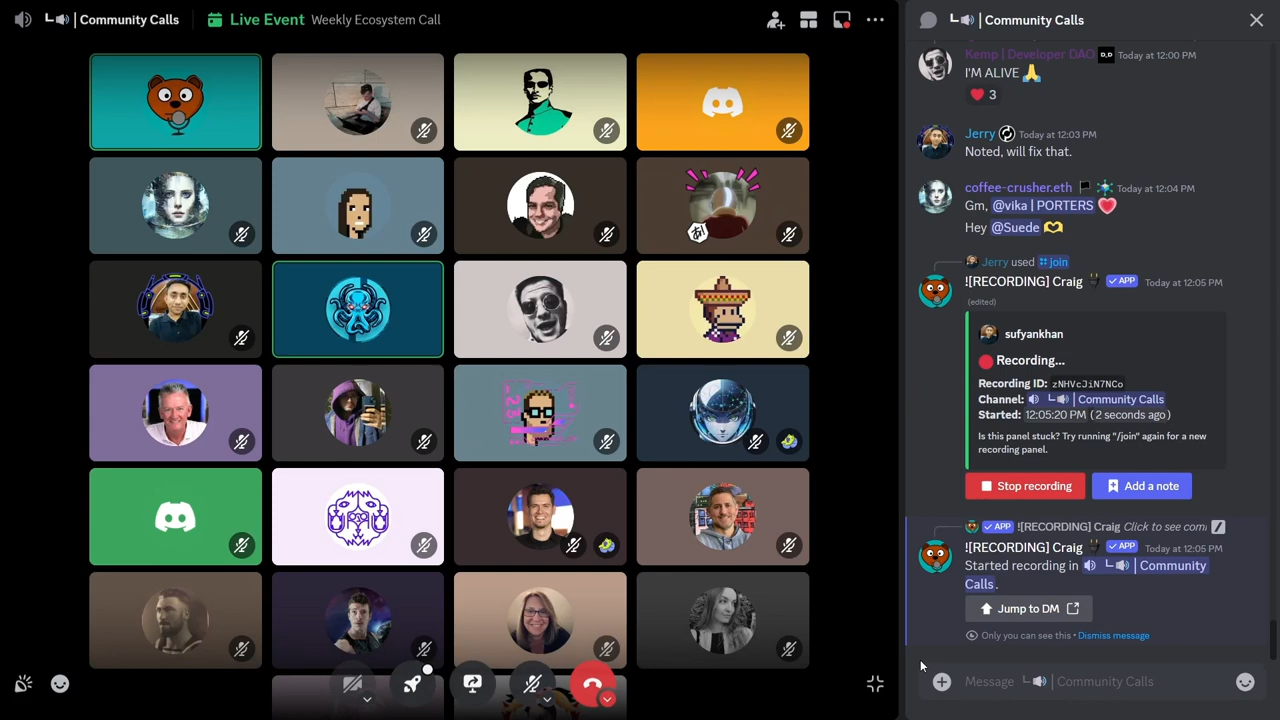 | Community Calls
Live Event Weekly Ecosystem Call
| Community Calls
Kemp | Developer DAO D,D Today at 12:00 PM
I'M ALIVE 🙏
❤️ 3
Jerry Today at 12:03 PM
Noted, will fix that.
coffee-crusher.eth Today at 12:04 PM
Gm, @vika | PORTERS
Hey @Suede
Jerry used join
![RECORDING] Craig APP Today at 12:05 PM
(edited)
sufyankhan
Recording...
Recording ID: zNHVcJiN7NCo
Channel: | Community Calls
Started: 12:05:20 PM (2 seconds ago)
Is this panel stuck? Try running "/join" again for a new
recording panel.
Stop recording
Add a note
APP ![RECORDING] Craig Click to see com
![RECORDING] Craig APP Today at 12:05 PM
Started recording in | Community
Calls.
Jump to DM
Only you can see this • Dismiss message
Message | Community Calls